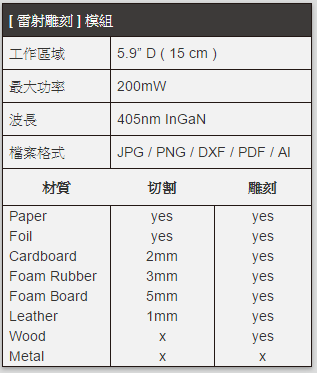 [ 雷射雕刻 ] 模組
工作區域 5.9” D ( 15 cm )
最大功率 200mW
波長 405nm InGaN
檔案格式 JPG / PNG / DXF / PDF / AI
材質 切割 雕刻
Paper yes yes
Foil yes yes
Cardboard 2mm yes
Foam Rubber 3mm yes
Foam Board 5mm yes
Leather 1mm yes
Wood x yes
Metal x x